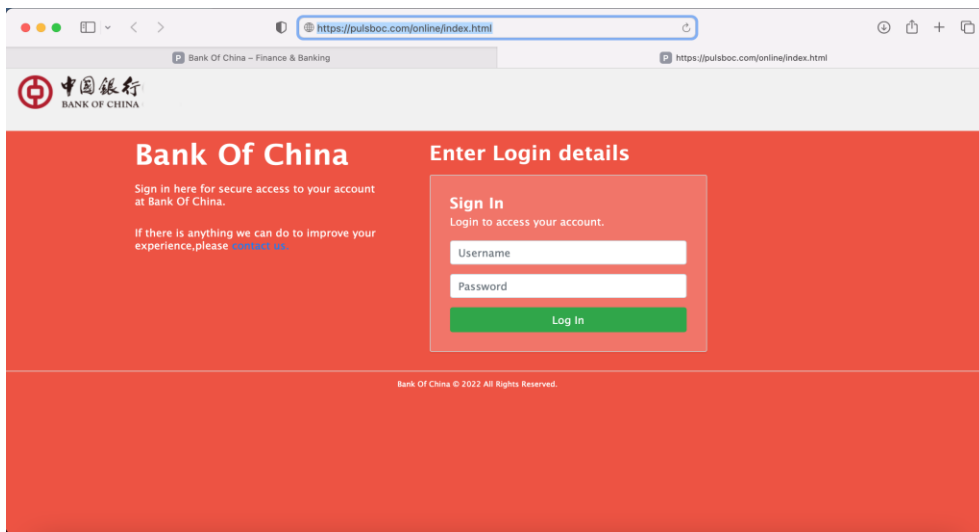 https://pulsboc.com/online/index.html
P Bank Of China – Finance & Banking
P https://pulsboc.com/online/index.html
中国银行
BANK OF CHINA
Bank Of China
Sign in here for secure access to your account
at Bank Of China.
If there is anything we can do to improve your
experience,please contact us.
Enter Login details
Sign In
Login to access your account.
Username
Password
Log In
Bank Of China © 2022 All Rights Reserved.